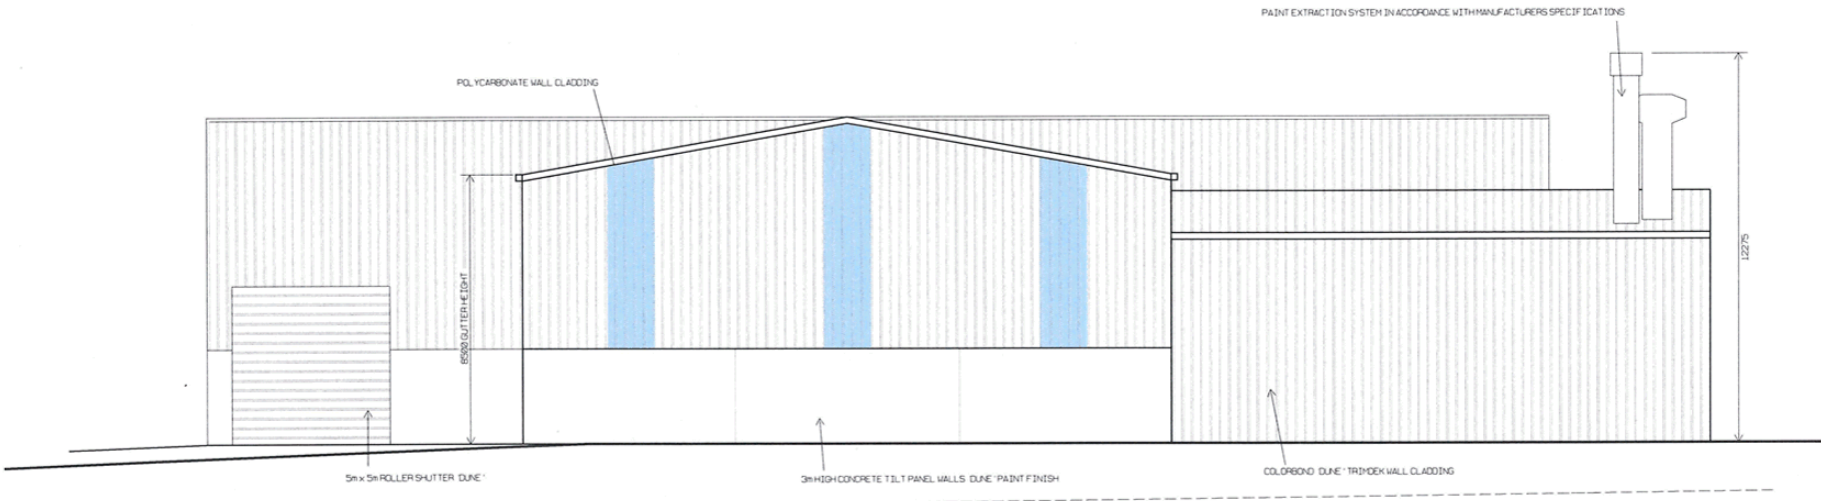 PAINT EXTRACTION SYSTEM IN ACCORDANCE WITH MANUFACTURERS SPECIFICATIONS
POLYCARBONATE WALL CLADDING
8500 GUTTER HEIGHT
12275
5m x 5m ROLLER SHUTTER 'DUNE'
3m HIGH CONCRETE TILT PANEL WALLS 'DUNE' PAINT FINISH
COLORBOND 'DUNE' TRIMDEK WALL CLADDING